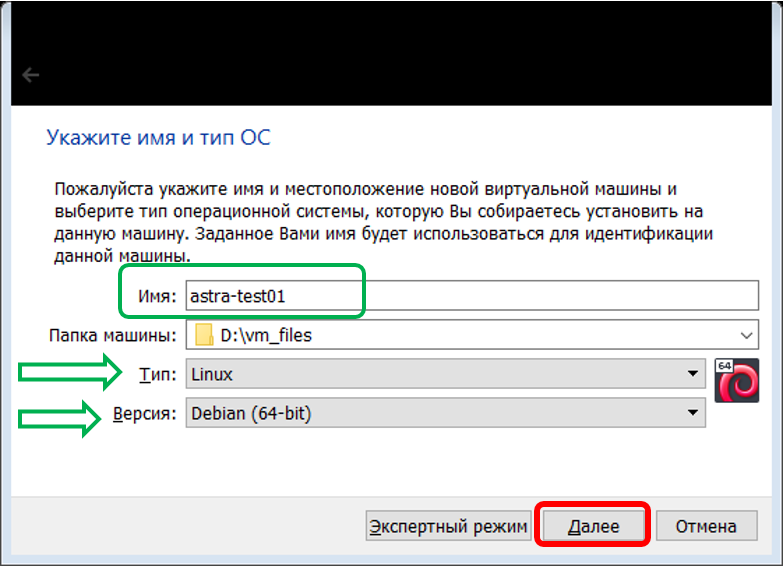 Укажите имя и тип ОС
Пожалуйста укажите имя и местоположение новой виртуальной машины и
выберите тип операционной системы, которую Вы собираетесь установить на
данную машину. Заданное Вами имя будет использоваться для идентификации
данной машины.
Имя: astra-test01
Папка машины: D:\vm_files
Тип: Linux
64
Версия: Debian (64-bit)
Экспертный режим Далее Отмена